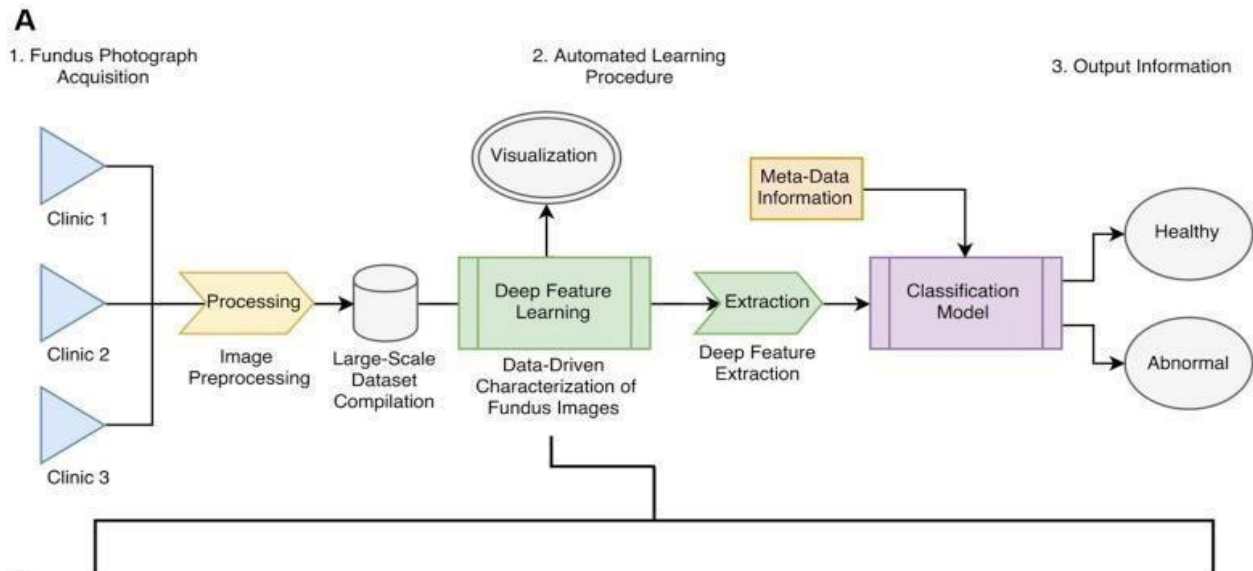 A
1. Fundus Photograph
Acquisition
2. Automated Learning
Procedure
3. Output Information
Clinic 1
Clinic 2
Clinic 3
Processing
Image
Preprocessing
Large-Scale
Dataset
Compilation
Visualization
Deep Feature
Learning
Data-Driven
Characterization of
Fundus Images
Extraction
Deep Feature
Extraction
Meta-Data
Information
Classification
Model
Healthy
Abnormal